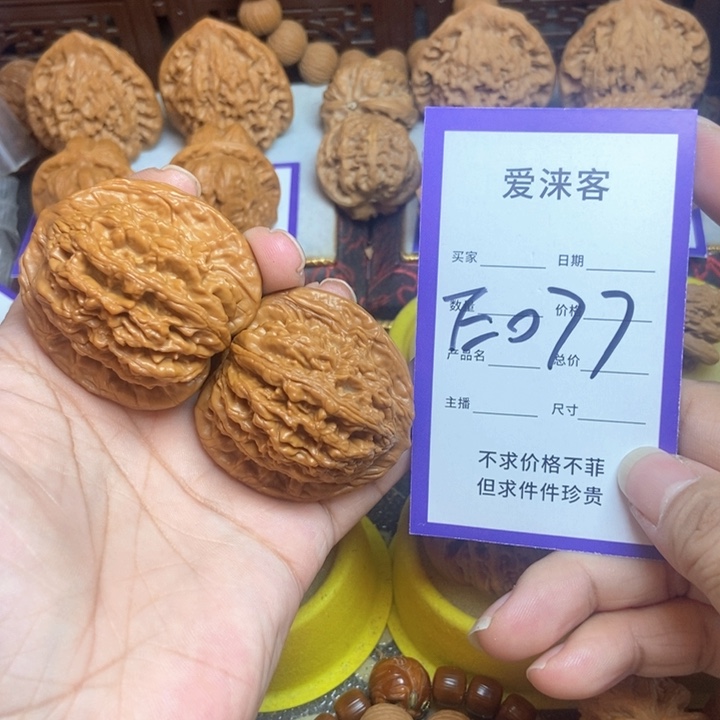 爱涞客
买家 日期
数量 价格
E077
产品名 总价
主播 尺寸
不求价格不菲
但求件件珍贵